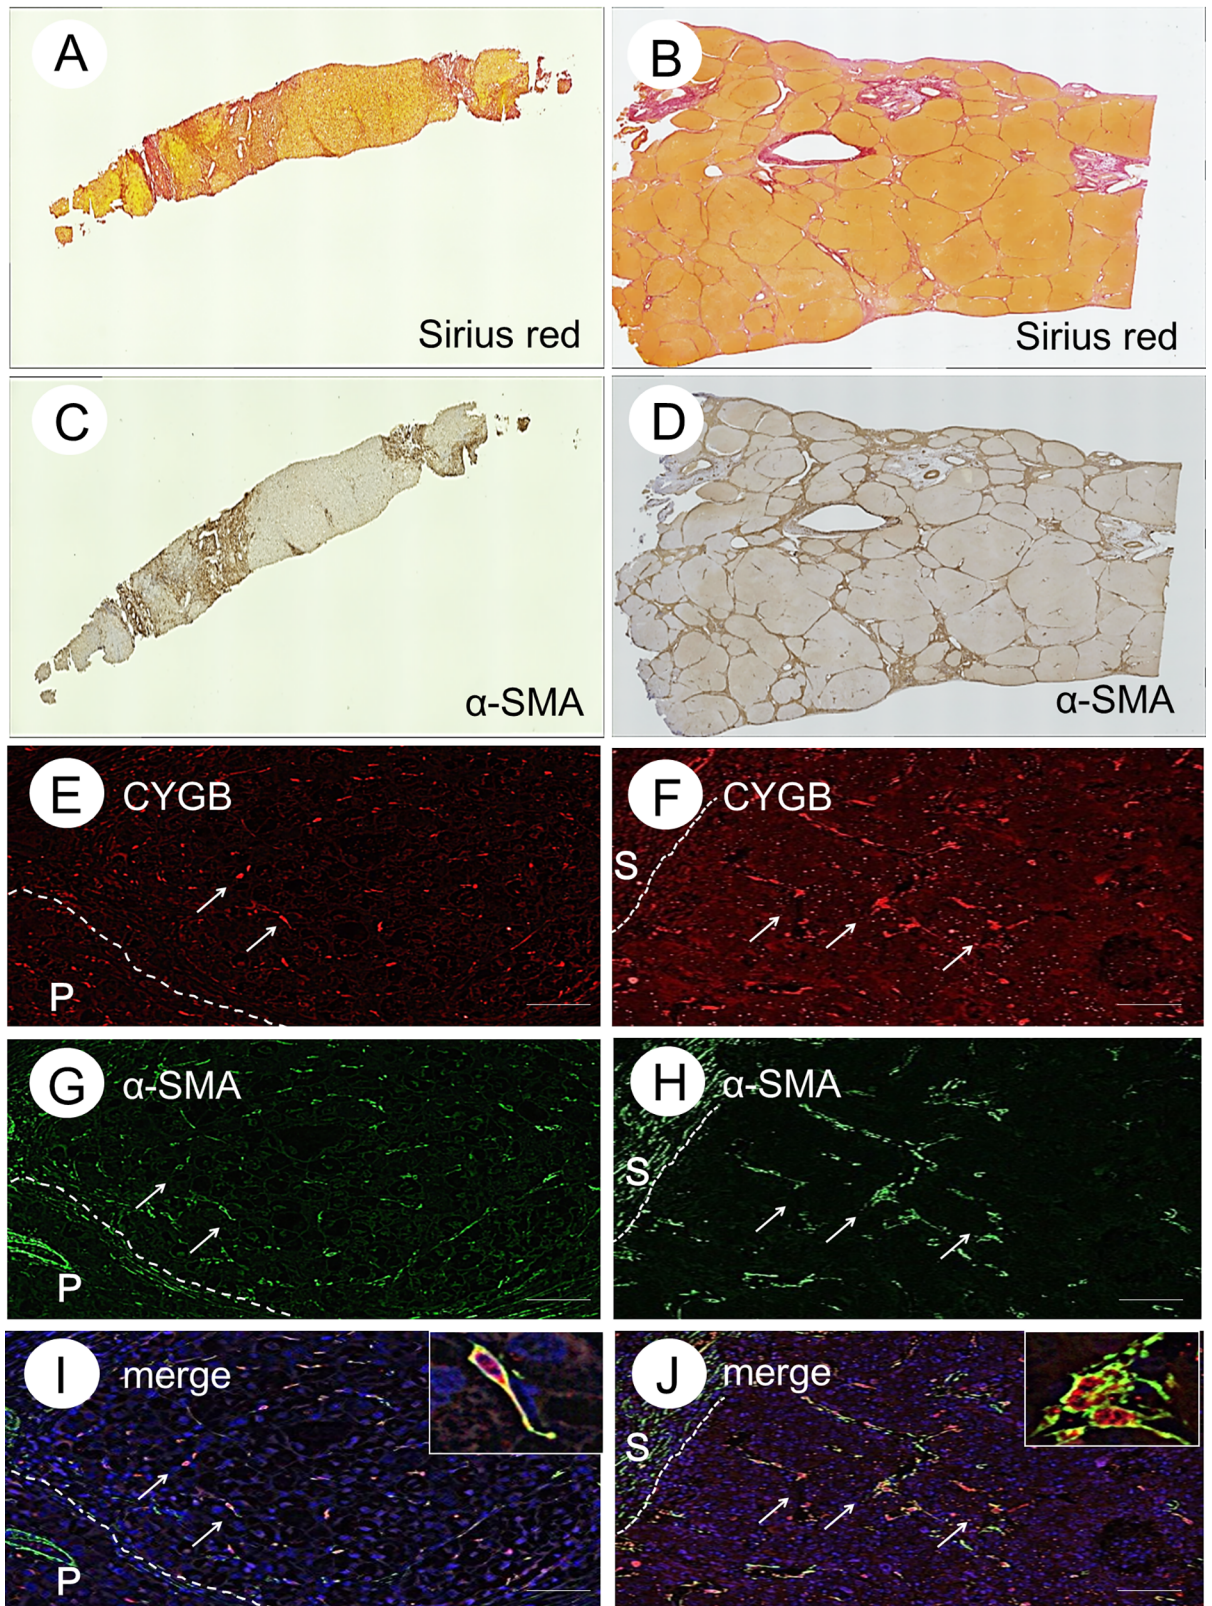 A
B
Sirius red
Sirius red
C
D
α-SMA
α-SMA
E CYGB
F CYGB
S
P
G α-SMA
H α-SMA
S
P
I merge
J merge
S
P